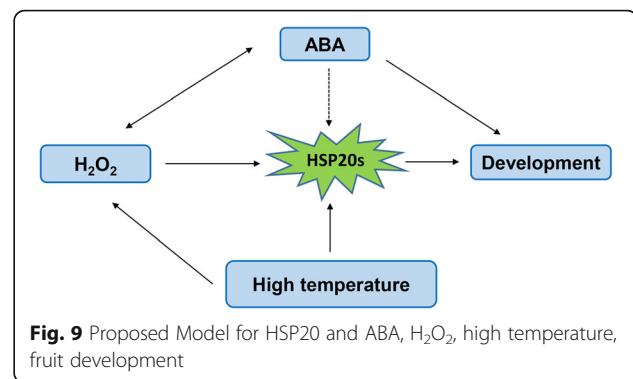 ABA
H₂O₂
HSP20s
Development
High temperature
Fig. 9 Proposed Model for HSP20 and ABA, H₂O₂, high temperature,
fruit development